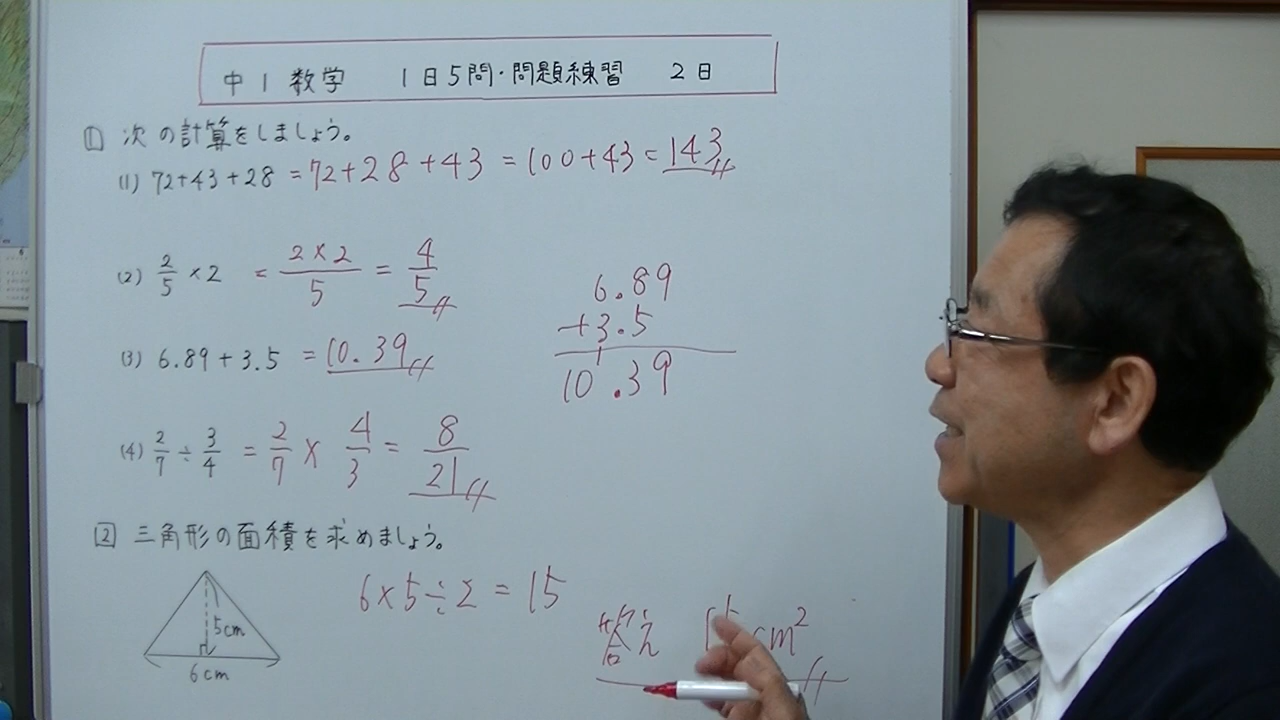 中1数学 1日5問・問題練習 2日
1 次の計算をしましょう。
(1) 72+43+28 = 72+28+43 = 100+43 = 143
(2) 2/5 ×2 = 2×2/5 = 4/5
6.89
+3.5
10.39
(3) 6.89+3.5 = 10.39
(4) 2/7 ÷ 3/4 = 2/7 × 4/3 = 8/21
2 三角形の面積を求めましょう。
6×5÷2 = 15
5cm
6cm
答え 15 cm²